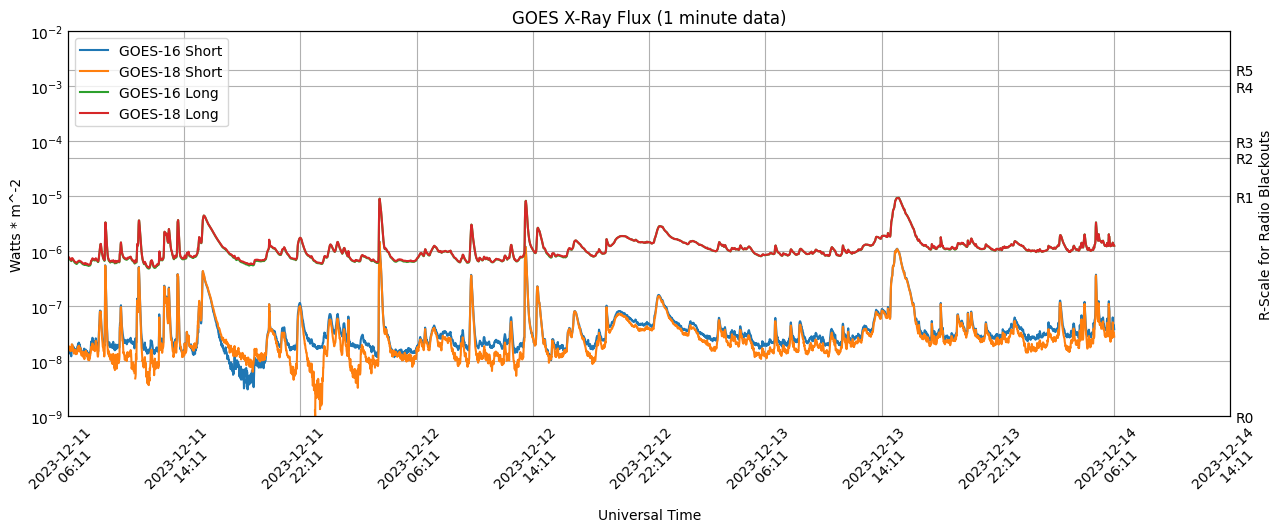 GOES X-Ray Flux (1 minute data)
GOES-16 Short
GOES-18 Short
GOES-16 Long
GOES-18 Long
Watts * m^-2
10^-2
10^-3
10^-4
10^-5
10^-6
10^-7
10^-8
10^-9
R5
R4
R3
R2
R1
R0
R-Scale for Radio Blackouts
2023-12-11
06:11
2023-12-11
14:11
2023-12-11
22:11
2023-12-12
06:11
2023-12-12
14:11
2023-12-12
22:11
2023-12-13
06:11
2023-12-13
14:11
2023-12-13
22:11
2023-12-14
06:11
2023-12-14
14:11
Universal Time